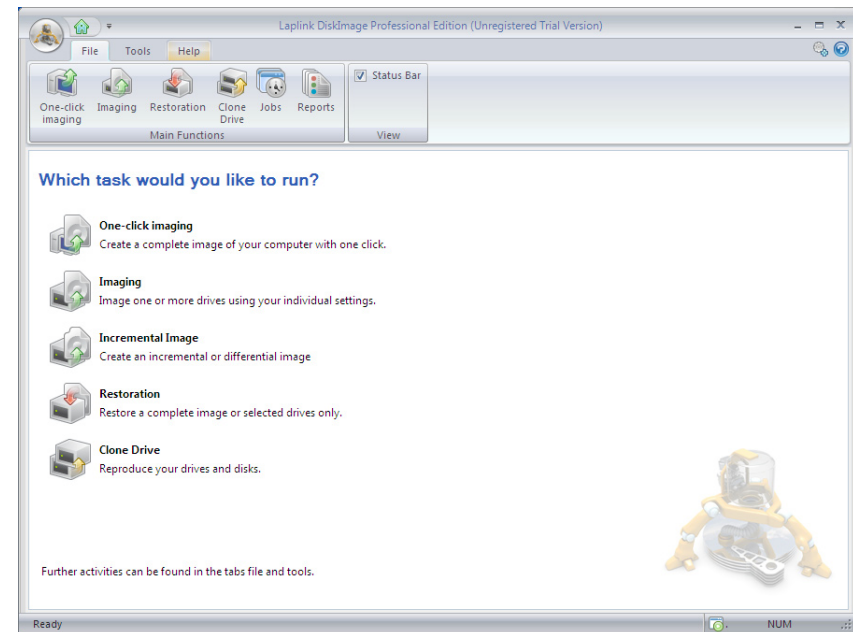 Laplink DiskImage Professional Edition (Unregistered Trial Version)
File Tools Help
One-click imaging
Imaging
Restoration
Clone Drive
Jobs
Reports
Status Bar
Main Functions
View
Which task would you like to run?
One-click imaging
Create a complete image of your computer with one click.
Imaging
Image one or more drives using your individual settings.
Incremental Image
Create an incremental or differential image
Restoration
Restore a complete image or selected drives only.
Clone Drive
Reproduce your drives and disks.
Further activities can be found in the tabs file and tools.
Ready
NUM